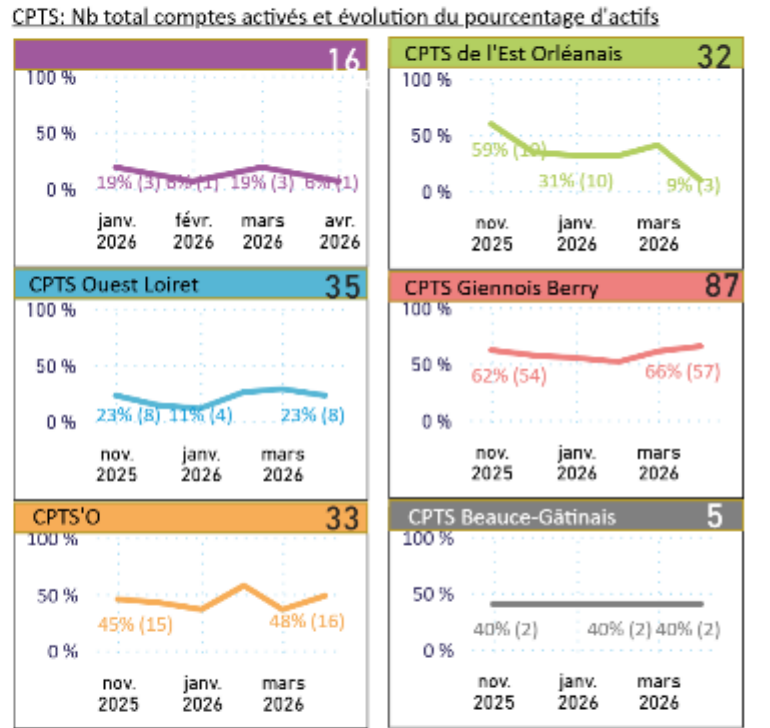 CPTS: Nb total comptes activés et évolution du pourcentage d'actifs
16
100 %
50 %
0 %
19% (3) 6% (1) 19% (3) 6% (1)
janv. févr. mars avr.
2026 2026 2026 2026
CPTS de l'Est Orléanais 32
100 %
50 %
0 %
59% (19)
31% (10) 9% (3)
nov. janv. mars
2025 2026 2026
CPTS Ouest Loiret 35
100 %
50 %
0 %
23% (8) 11% (4) 23% (8)
nov. janv. mars
2025 2026 2026
CPTS Giennois Berry 87
100 %
50 %
0 %
62% (54) 66% (57)
nov. janv. mars
2025 2026 2026
CPTS'O 33
100 %
50 %
0 %
45% (15) 48% (16)
nov. janv. mars
2025 2026 2026
CPTS Beauce-Gâtinais 5
100 %
50 %
0 %
40% (2) 40% (2) 40% (2)
nov. janv. mars
2025 2026 2026